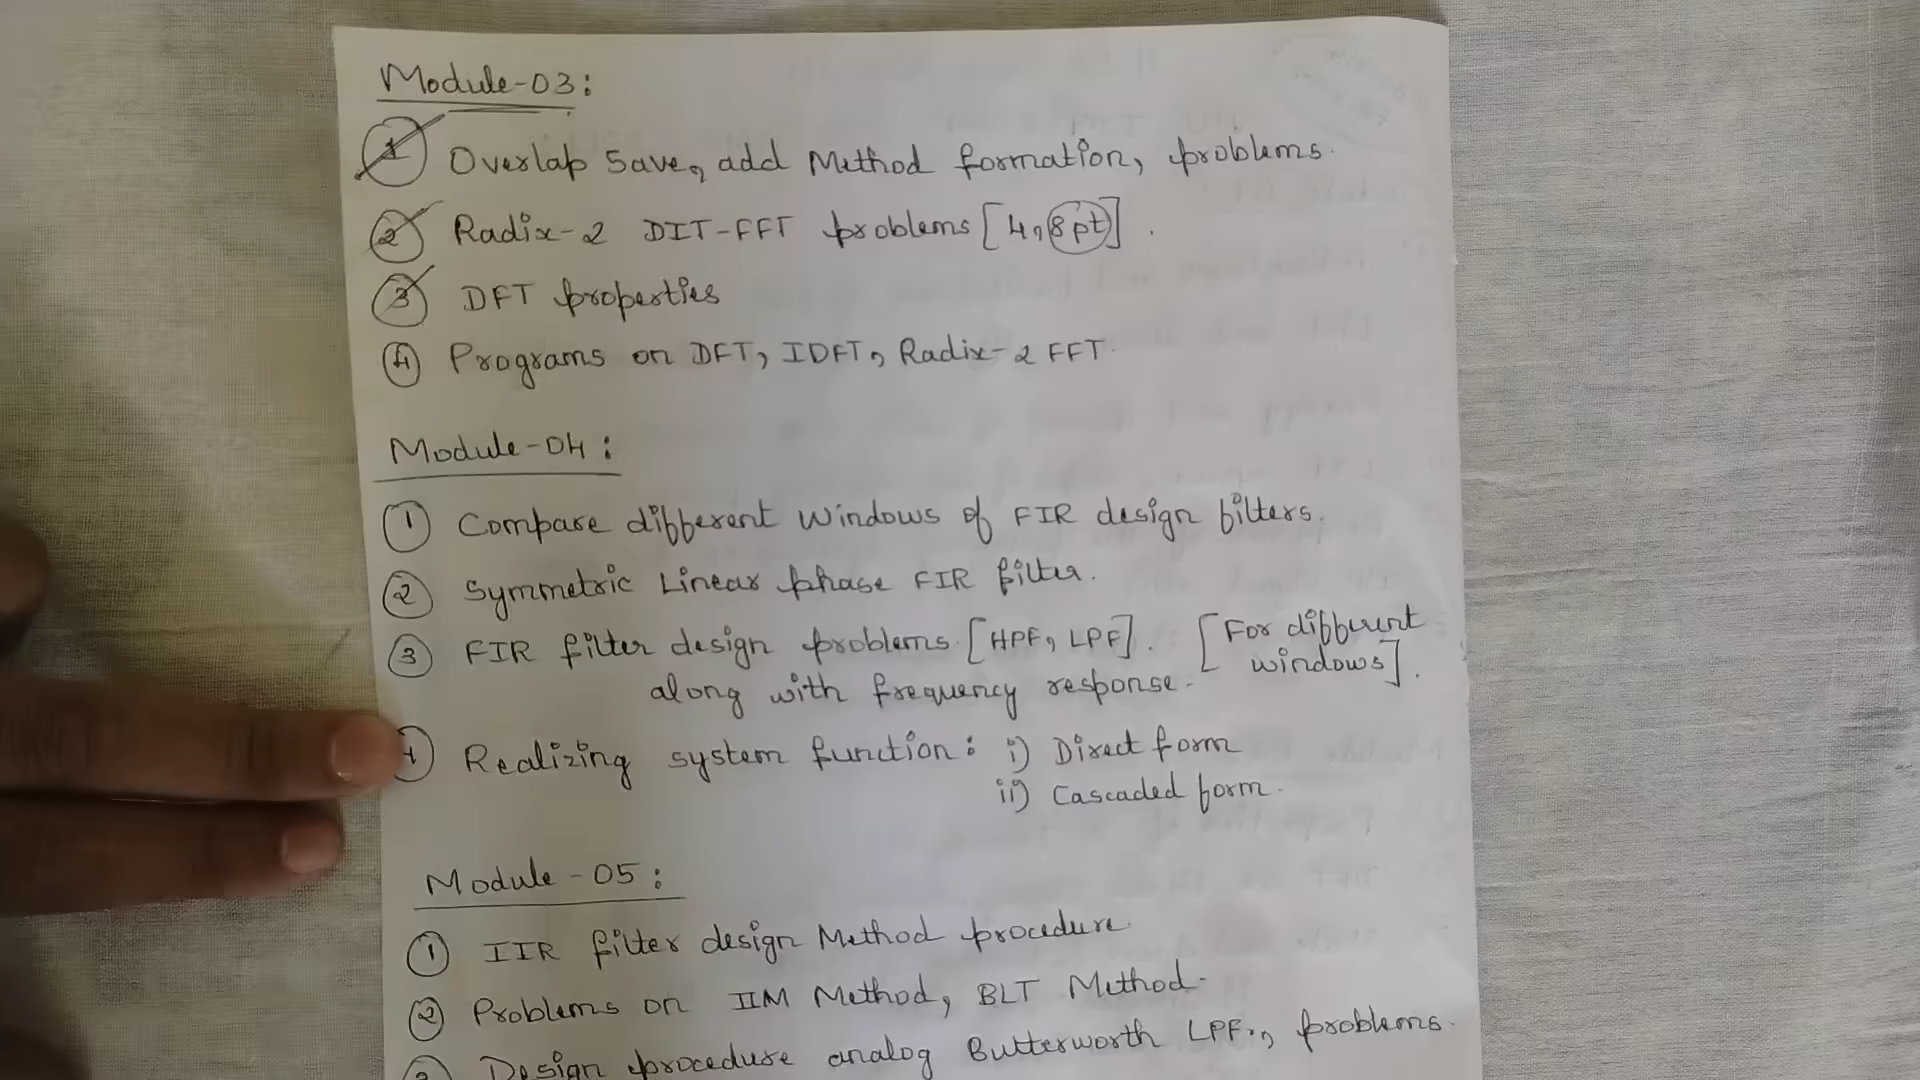 Module-03:
1 Overlap Save, add Method formation, problems.
2 Radix-2 DIT-FFT problems [4, 8pt].
3 DFT properties
4 Programs on DFT, IDFT, Radix-2 FFT.
Module-04:
1 Compare different windows of FIR design filters.
2 Symmetric Linear phase FIR filter.
3 FIR filter design problems. [HPF, LPF]. [For different
along with frequency response. windows].
4 Realizing system function: i) Direct form
ii) Cascaded form.
Module-05:
1 IIR filter design Method procedure.
2 Problems on IIM Method, BLT Method.
3 Design procedure analog Butterworth LPF., problems.